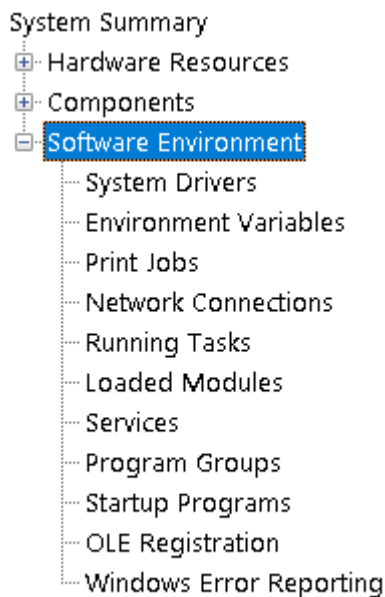 System Summary
Hardware Resources
Components
Software Environment
System Drivers
Environment Variables
Print Jobs
Network Connections
Running Tasks
Loaded Modules
Services
Program Groups
Startup Programs
OLE Registration
Windows Error Reporting